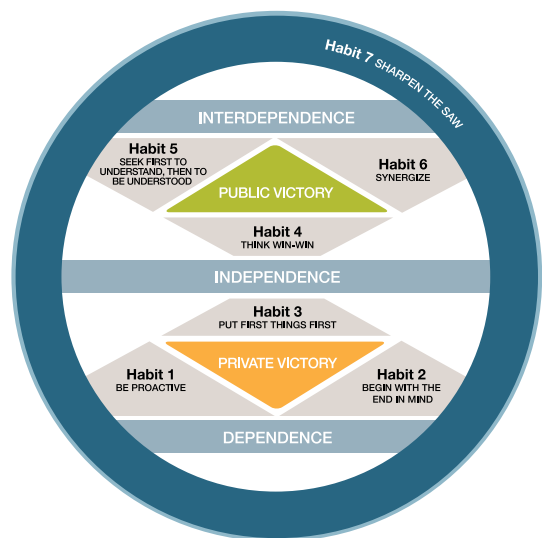 Habit 7 SHARPEN THE SAW
INTERDEPENDENCE
Habit 5
SEEK FIRST TO
UNDERSTAND, THEN TO
BE UNDERSTOOD
Habit 6
SYNERGIZE
PUBLIC VICTORY
Habit 4
THINK WIN-WIN
INDEPENDENCE
Habit 3
PUT FIRST THINGS FIRST
PRIVATE VICTORY
Habit 1
BE PROACTIVE
Habit 2
BEGIN WITH THE
END IN MIND
DEPENDENCE